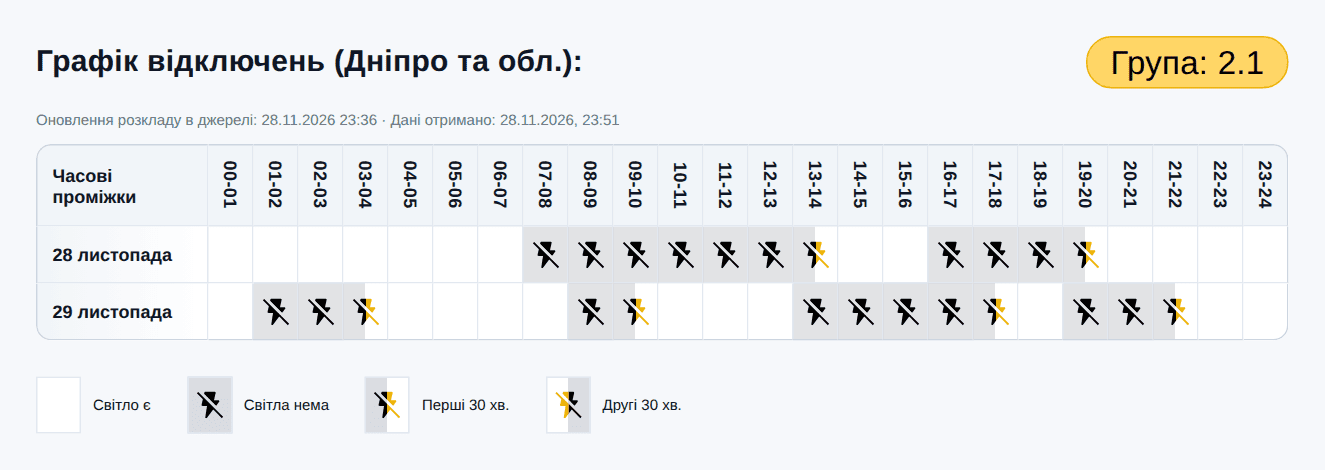 Графік відключень (Дніпро та обл.):
Група: 2.1
Оновлення розкладу в джерелі: 28.11.2026 23:36 · Дані отримано: 28.11.2026, 23:51
Часові
проміжки
00-01
01-02
02-03
03-04
04-05
05-06
06-07
07-08
08-09
09-10
10-11
11-12
12-13
13-14
14-15
15-16
16-17
17-18
18-19
19-20
20-21
21-22
22-23
23-24
28 листопада
29 листопада
Світло є
Світла нема
Перші 30 хв.
Другі 30 хв.